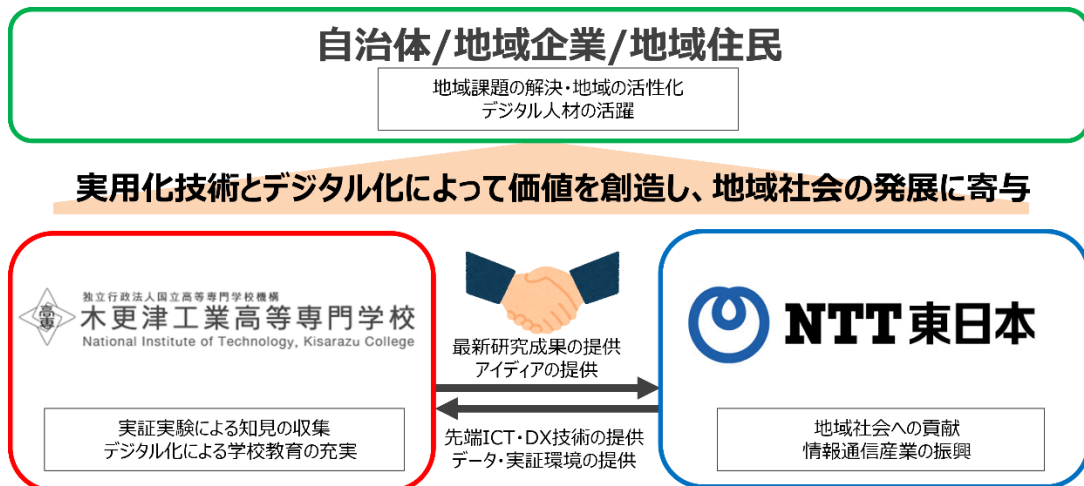 自治体/地域企業/地域住民
地域課題の解決・地域の活性化
デジタル人材の活躍
実用化技術とデジタル化によって価値を創造し、地域社会の発展に寄与
高専
独立行政法人国立高等専門学校機構
木更津工業高等専門学校
National Institute of Technology, Kisarazu College
実証実験による知見の収集
デジタル化による学校教育の充実
最新研究成果の提供
アイディアの提供
先端ICT・DX技術の提供
データ・実証環境の提供
NTT東日本
地域社会への貢献
情報通信産業の振興